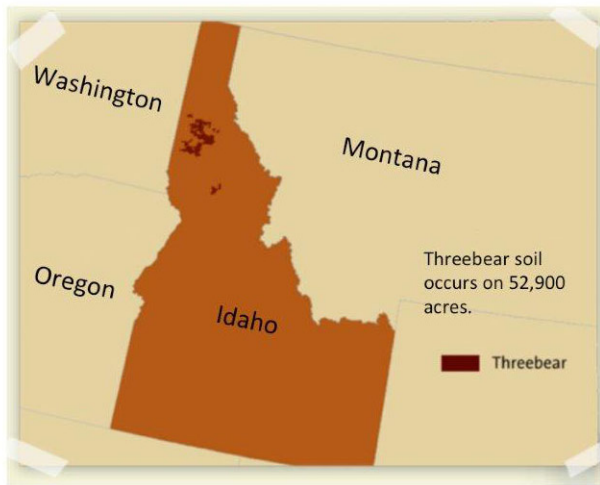 Washington
Montana
Oregon
Idaho
Threebear soil
occurs on 52,900
acres.
Threebear